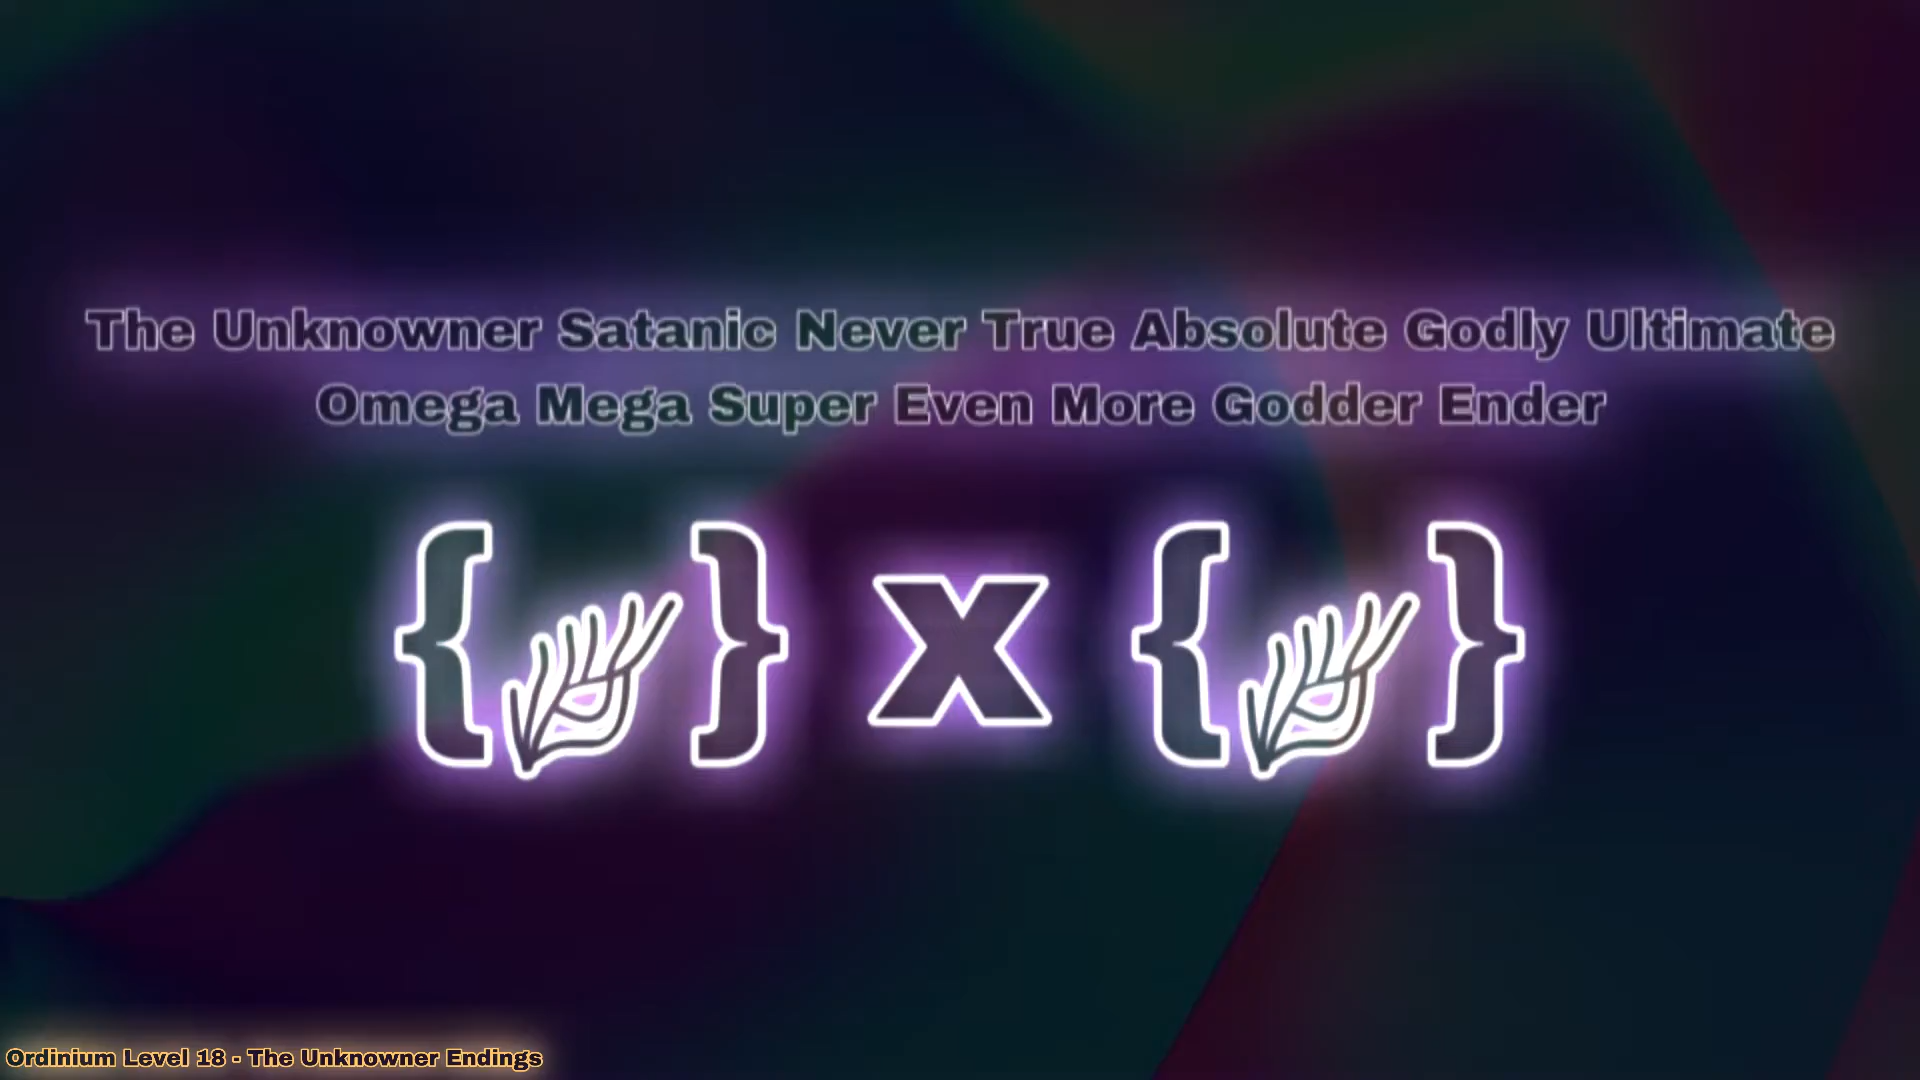 The Unknowner Satanic Never True Absolute Godly Ultimate
Omega Mega Super Even More Godder Ender
{} x {}
Ordinium Level 18 - The Unknowner Endings